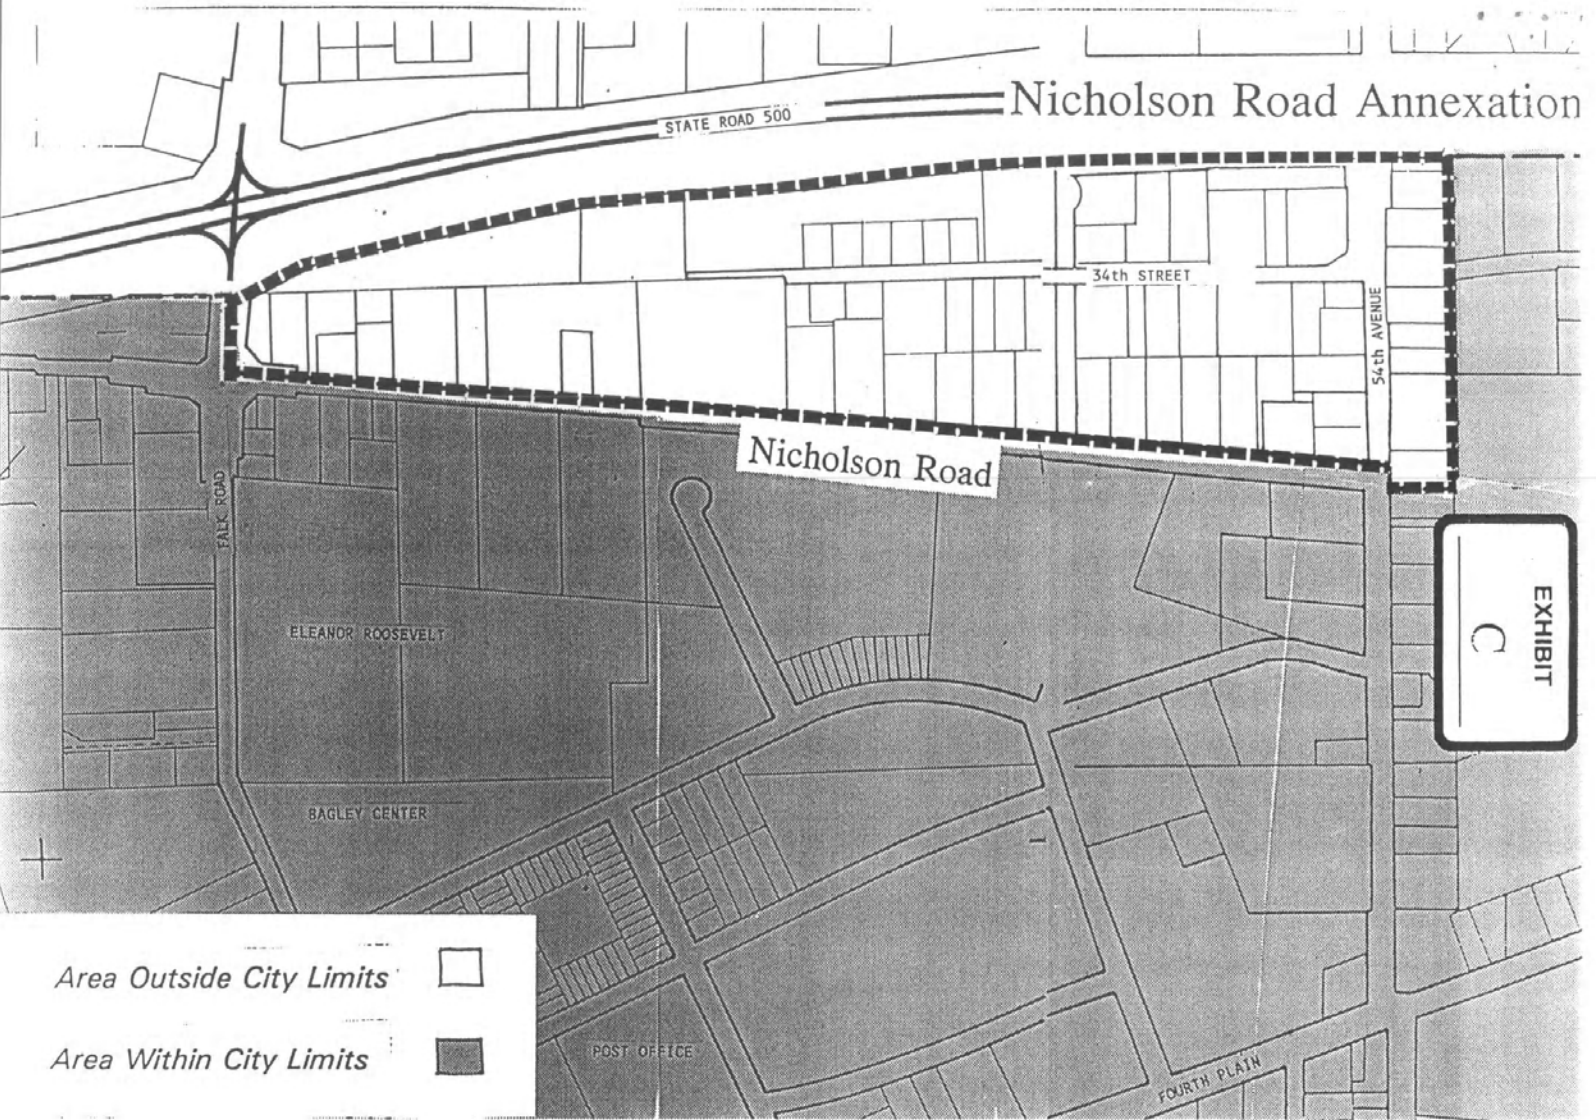 Nicholson Road Annexation
STATE ROAD 500
34th STREET
54th AVENUE
Nicholson Road
FALK ROAD
EXHIBIT
C
ELEANOR ROOSEVELT
BAGLEY CENTER
Area Outside City Limits
Area Within City Limits
POST OFFICE
FOURTH PLAIN